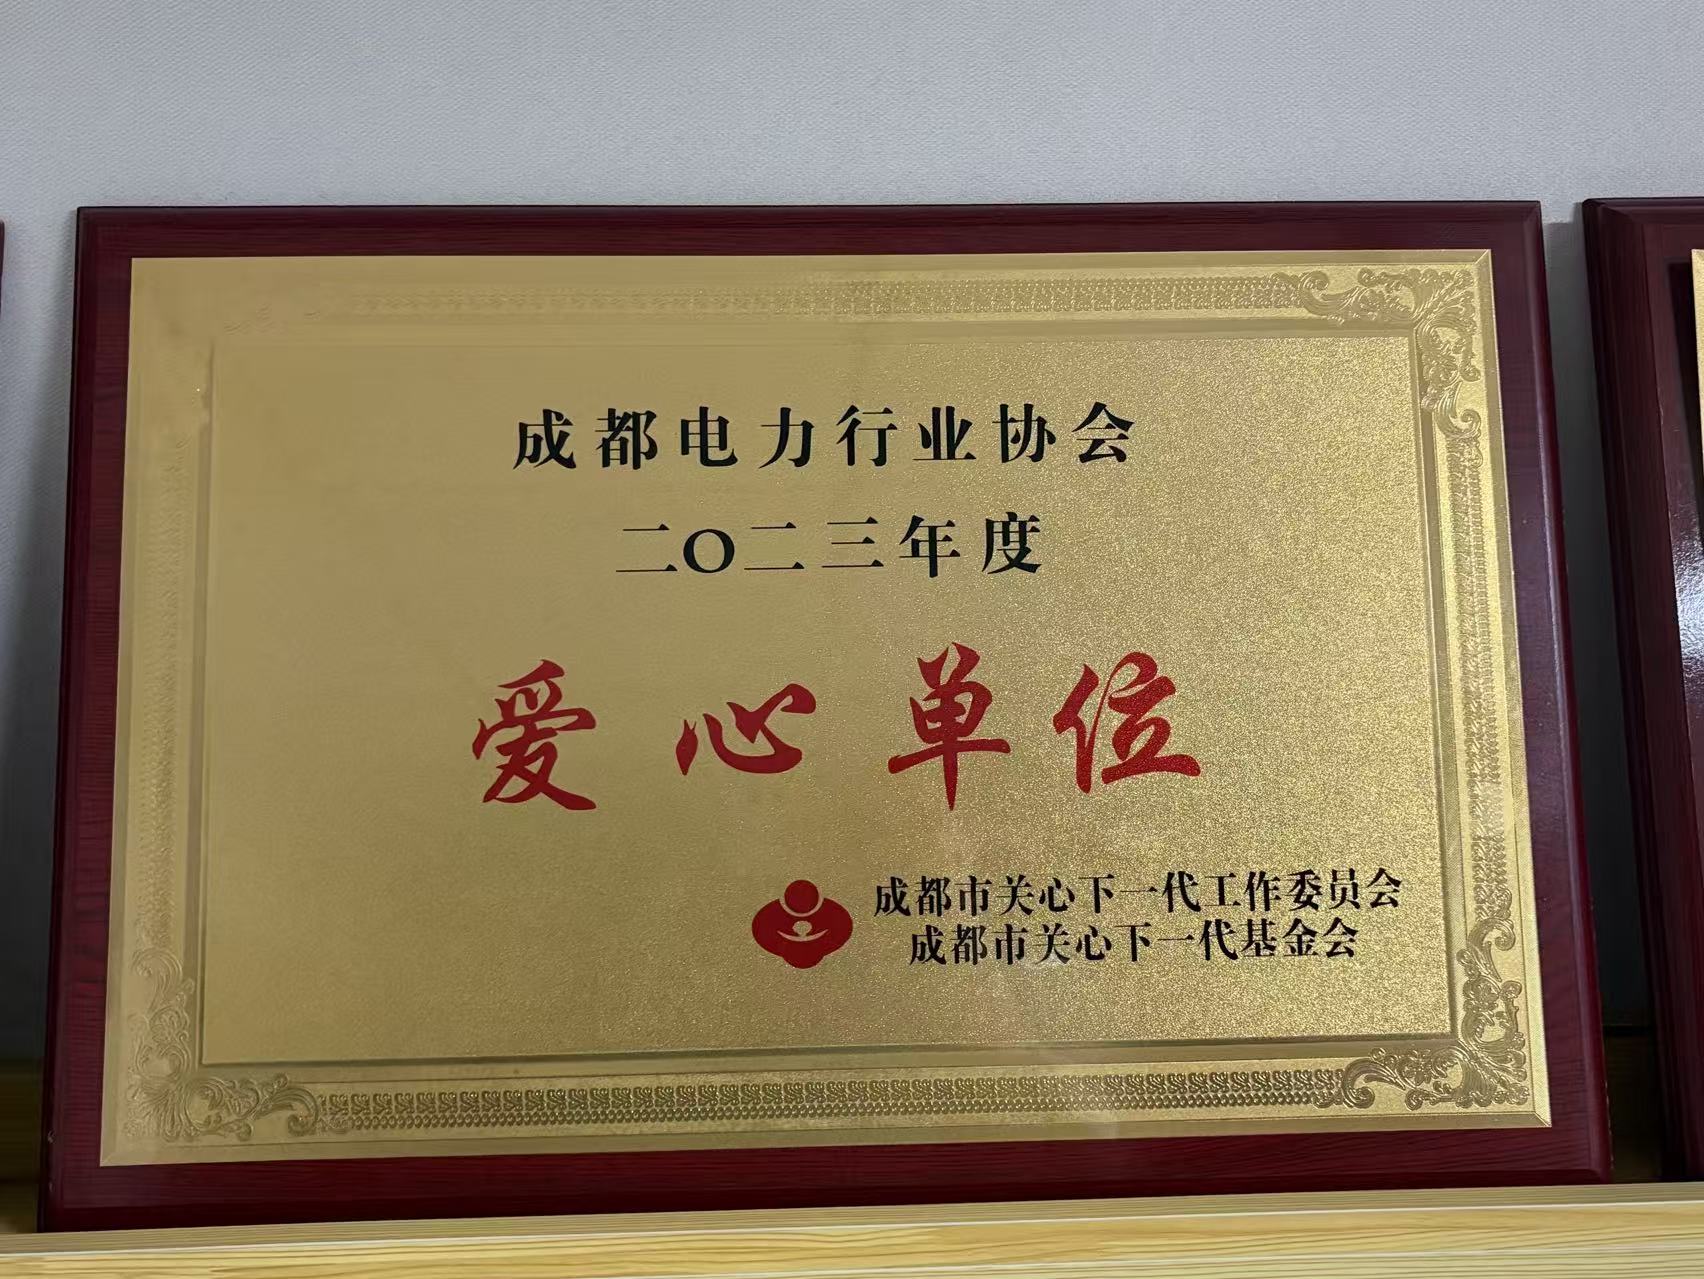 成都电力行业协会
二〇二三年度
爱心单位
成都市关心下一代工作委员会
成都市关心下一代基金会